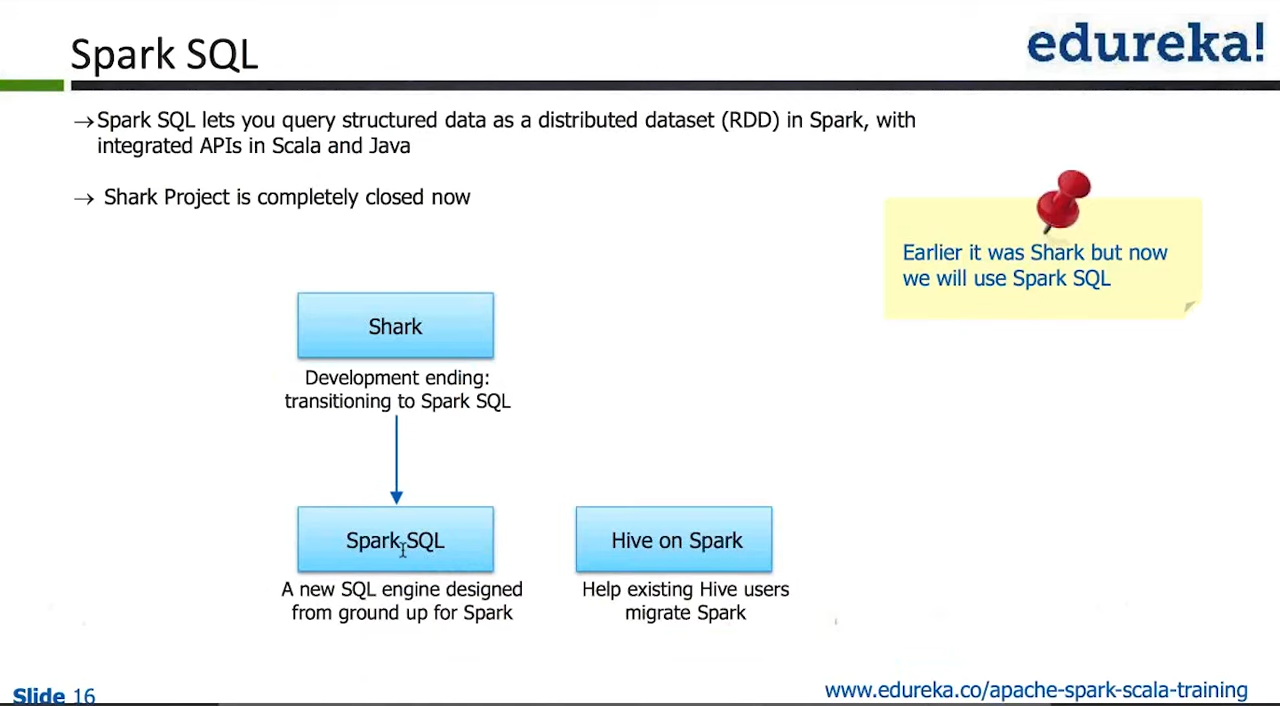 Spark SQL
edureka!
→Spark SQL lets you query structured data as a distributed dataset (RDD) in Spark, with
integrated APIs in Scala and Java
→ Shark Project is completely closed now
Earlier it was Shark but now
we will use Spark SQL
Shark
Development ending:
transitioning to Spark SQL
Spark SQL
A new SQL engine designed
from ground up for Spark
Hive on Spark
Help existing Hive users
migrate Spark
Slide 16
www.edureka.co/apache-spark-scala-training